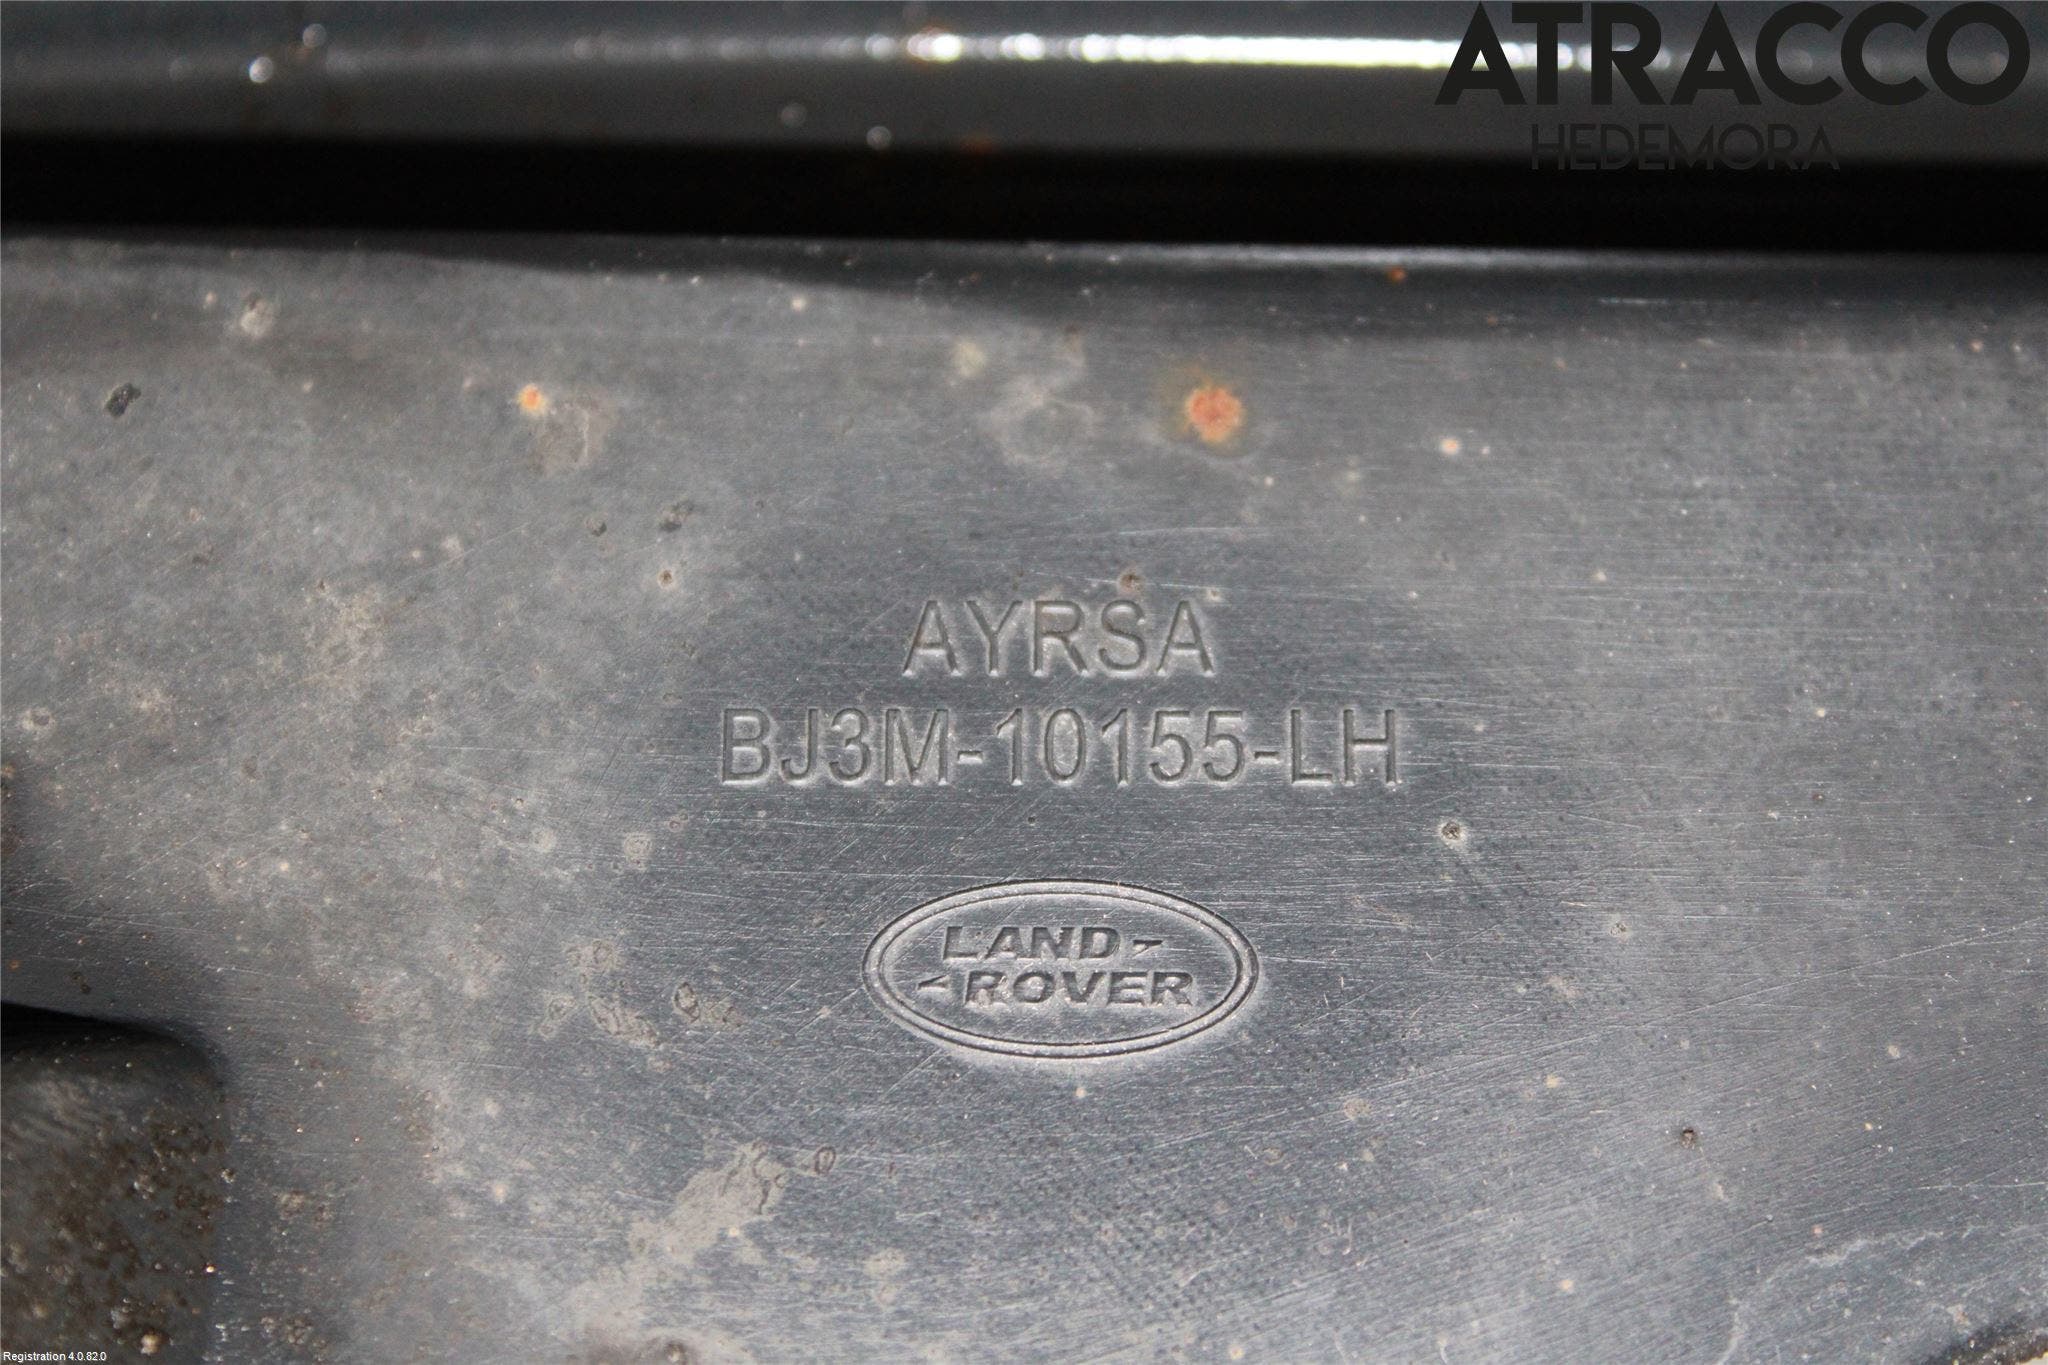 ATRACCO
HEDEMORA
AYRSA
BJ3M-10155-LH
LAND
ROVER
Registration 4.0.82.0